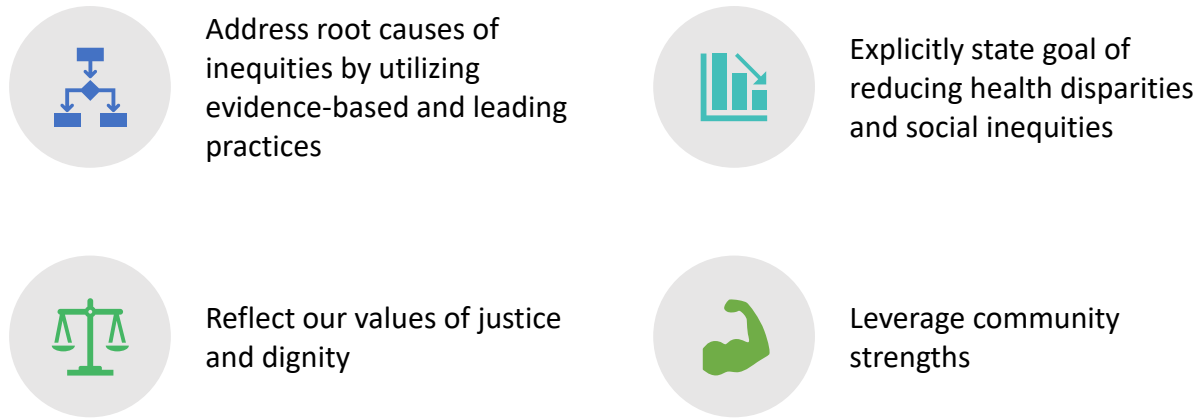 Address root causes of
inequities by utilizing
evidence-based and leading
practices
Explicitly state goal of
reducing health disparities
and social inequities
Reflect our values of justice
and dignity
Leverage community
strengths